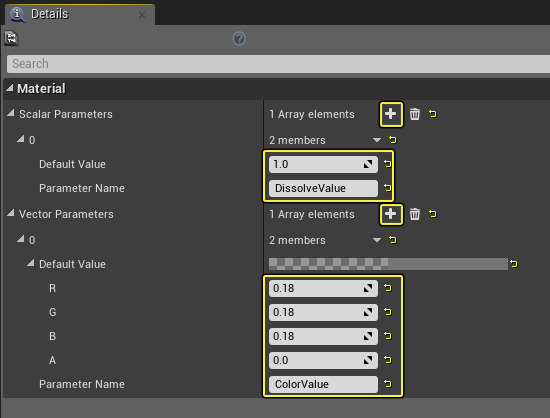 Details
Search
Material
Scalar Parameters 1 Array elements
0 2 members
Default Value 1.0
Parameter Name DissolveValue
Vector Parameters 1 Array elements
0 2 members
Default Value
R 0.18
G 0.18
B 0.18
A 0.0
Parameter Name ColorValue